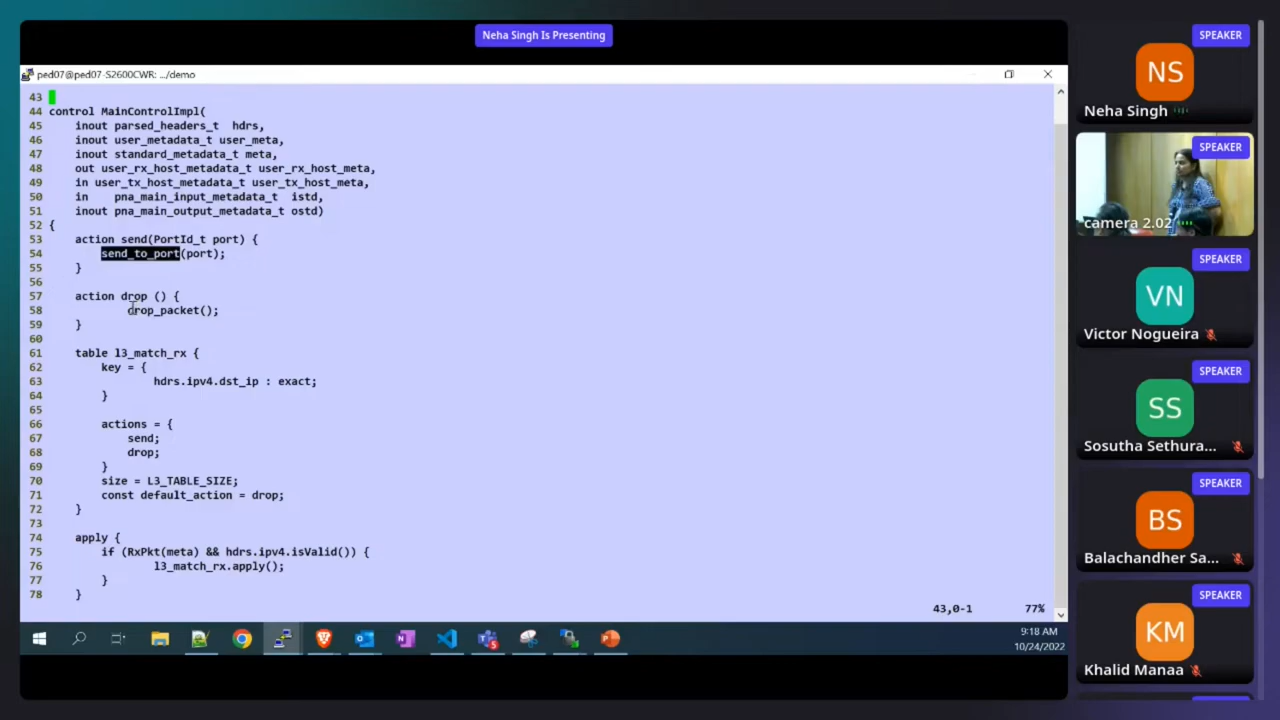 Neha Singh Is Presenting
ped07@ped07-S2600CWR: .../demo
43
44 control MainControlImpl(
45 inout parsed_headers_t hdrs,
46 inout user_metadata_t user_meta,
47 inout standard_metadata_t meta,
48 out user_rx_host_metadata_t user_rx_host_meta,
49 in user_tx_host_metadata_t user_tx_host_meta,
50 in pna_main_input_metadata_t istd,
51 inout pna_main_output_metadata_t ostd)
52 {
53 action send(PortId_t port) {
54 send_to_port(port);
55 }
56
57 action drop () {
58 drop_packet();
59 }
60
61 table l3_match_rx {
62 key = {
63 hdrs.ipv4.dst_ip : exact;
64 }
65
66 actions = {
67 send;
68 drop;
69 }
70 size = L3_TABLE_SIZE;
71 const default_action = drop;
72 }
73
74 apply {
75 if (RxPkt(meta) && hdrs.ipv4.isValid()) {
76 l3_match_rx.apply();
77 }
78 }
43,0-1 77%
9:18 AM
10/24/2022
SPEAKER
NS
Neha Singh
SPEAKER
camera 2.02
SPEAKER
VN
Victor Nogueira
SPEAKER
SS
Sosutha Sethura...
SPEAKER
BS
Balachandher Sa...
SPEAKER
KM
Khalid Manaa